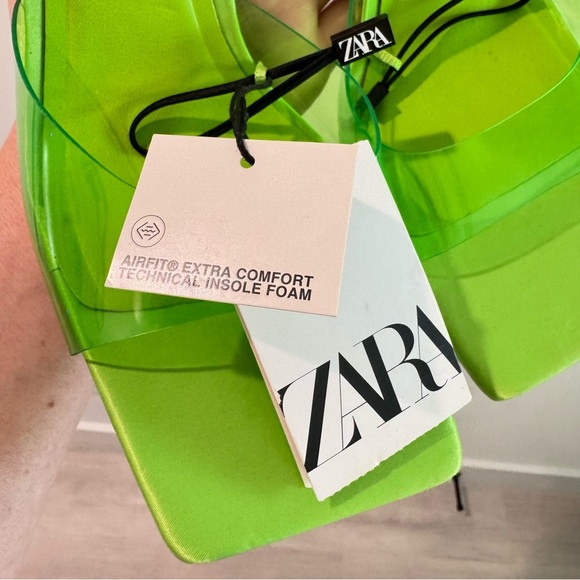 ZARA
AIRFIT® EXTRA COMFORT
TECHNICAL INSOLE FOAM
ZARA